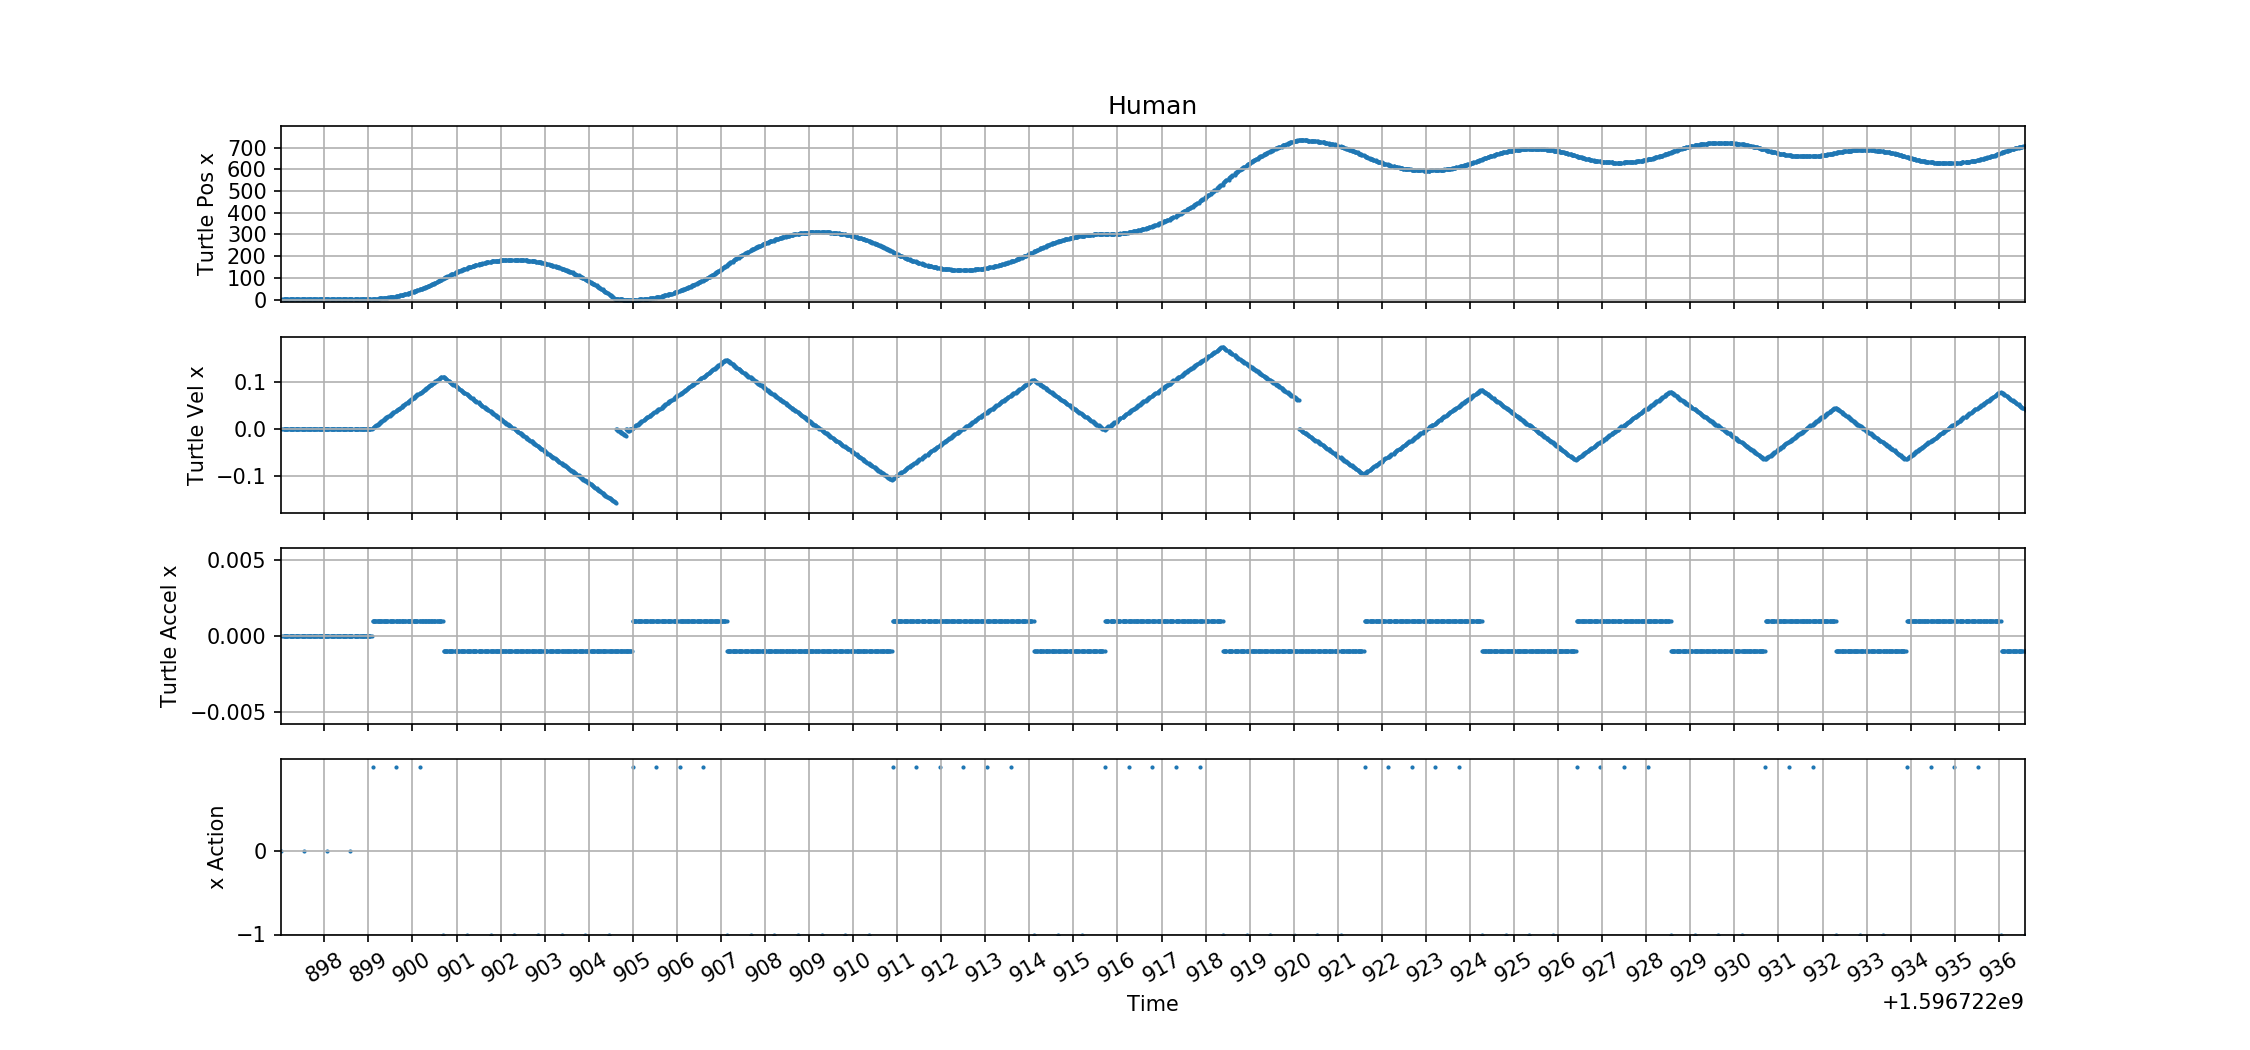 Human
Turtle Pos x
700
600
500
400
300
200
100
0
Turtle Vel x
0.1
0.0
−0.1
Turtle Accel x
0.005
0.000
−0.005
x Action
0
−1
898 899 900 901 902 903 904 905 906 907 908 909 910 911 912 913 914 915 916 917 918 919 920 921 922 923 924 925 926 927 928 929 930 931 932 933 934 935 936
Time
+1.596722e9